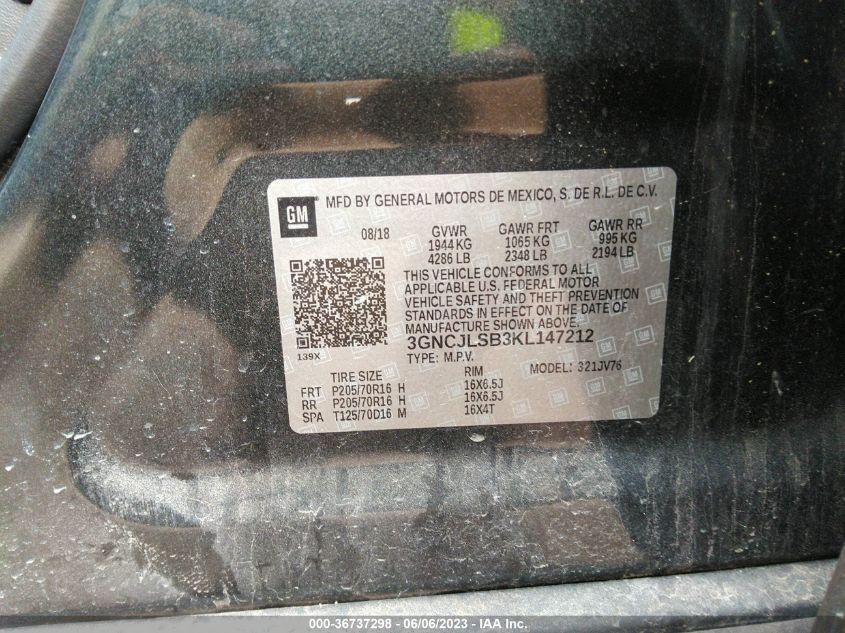 GM MFD BY GENERAL MOTORS DE MEXICO, S. DE R.L. DE C.V.
08/18 GVWR GAWR FRT GAWR RR
1944 KG 1065 KG 995 KG
4286 LB 2348 LB 2194 LB
THIS VEHICLE CONFORMS TO ALL
APPLICABLE U.S. FEDERAL MOTOR
VEHICLE SAFETY AND THEFT PREVENTION
STANDARDS IN EFFECT ON THE DATE OF
MANUFACTURE SHOWN ABOVE.
139X 3GNCJLSB3KL147212
TYPE: M.P.V. MODEL: 321JV76
TIRE SIZE RIM
FRT P205/70R16 H 16X6.5J
RR P205/70R16 H 16X6.5J
SPA T125/70D16 M 16X4T
000-36737298 - 06/06/2023 - IAA Inc.